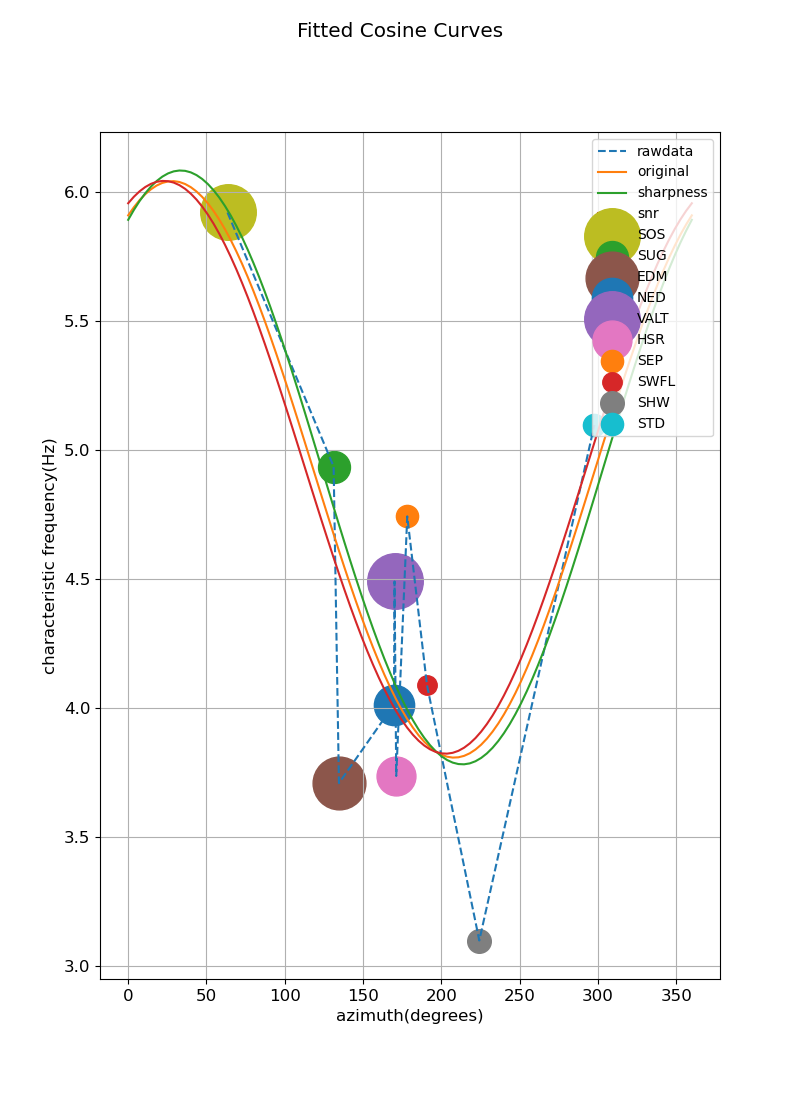 Fitted Cosine Curves
6.0
5.5
5.0
4.5
4.0
3.5
3.0
characteristic frequency(Hz)
rawdata
original
sharpness
snr
SOS
SUG
EDM
NED
VALT
HSR
SEP
SWFL
SHW
STD
0 50 100 150 200 250 300 350
azimuth(degrees)